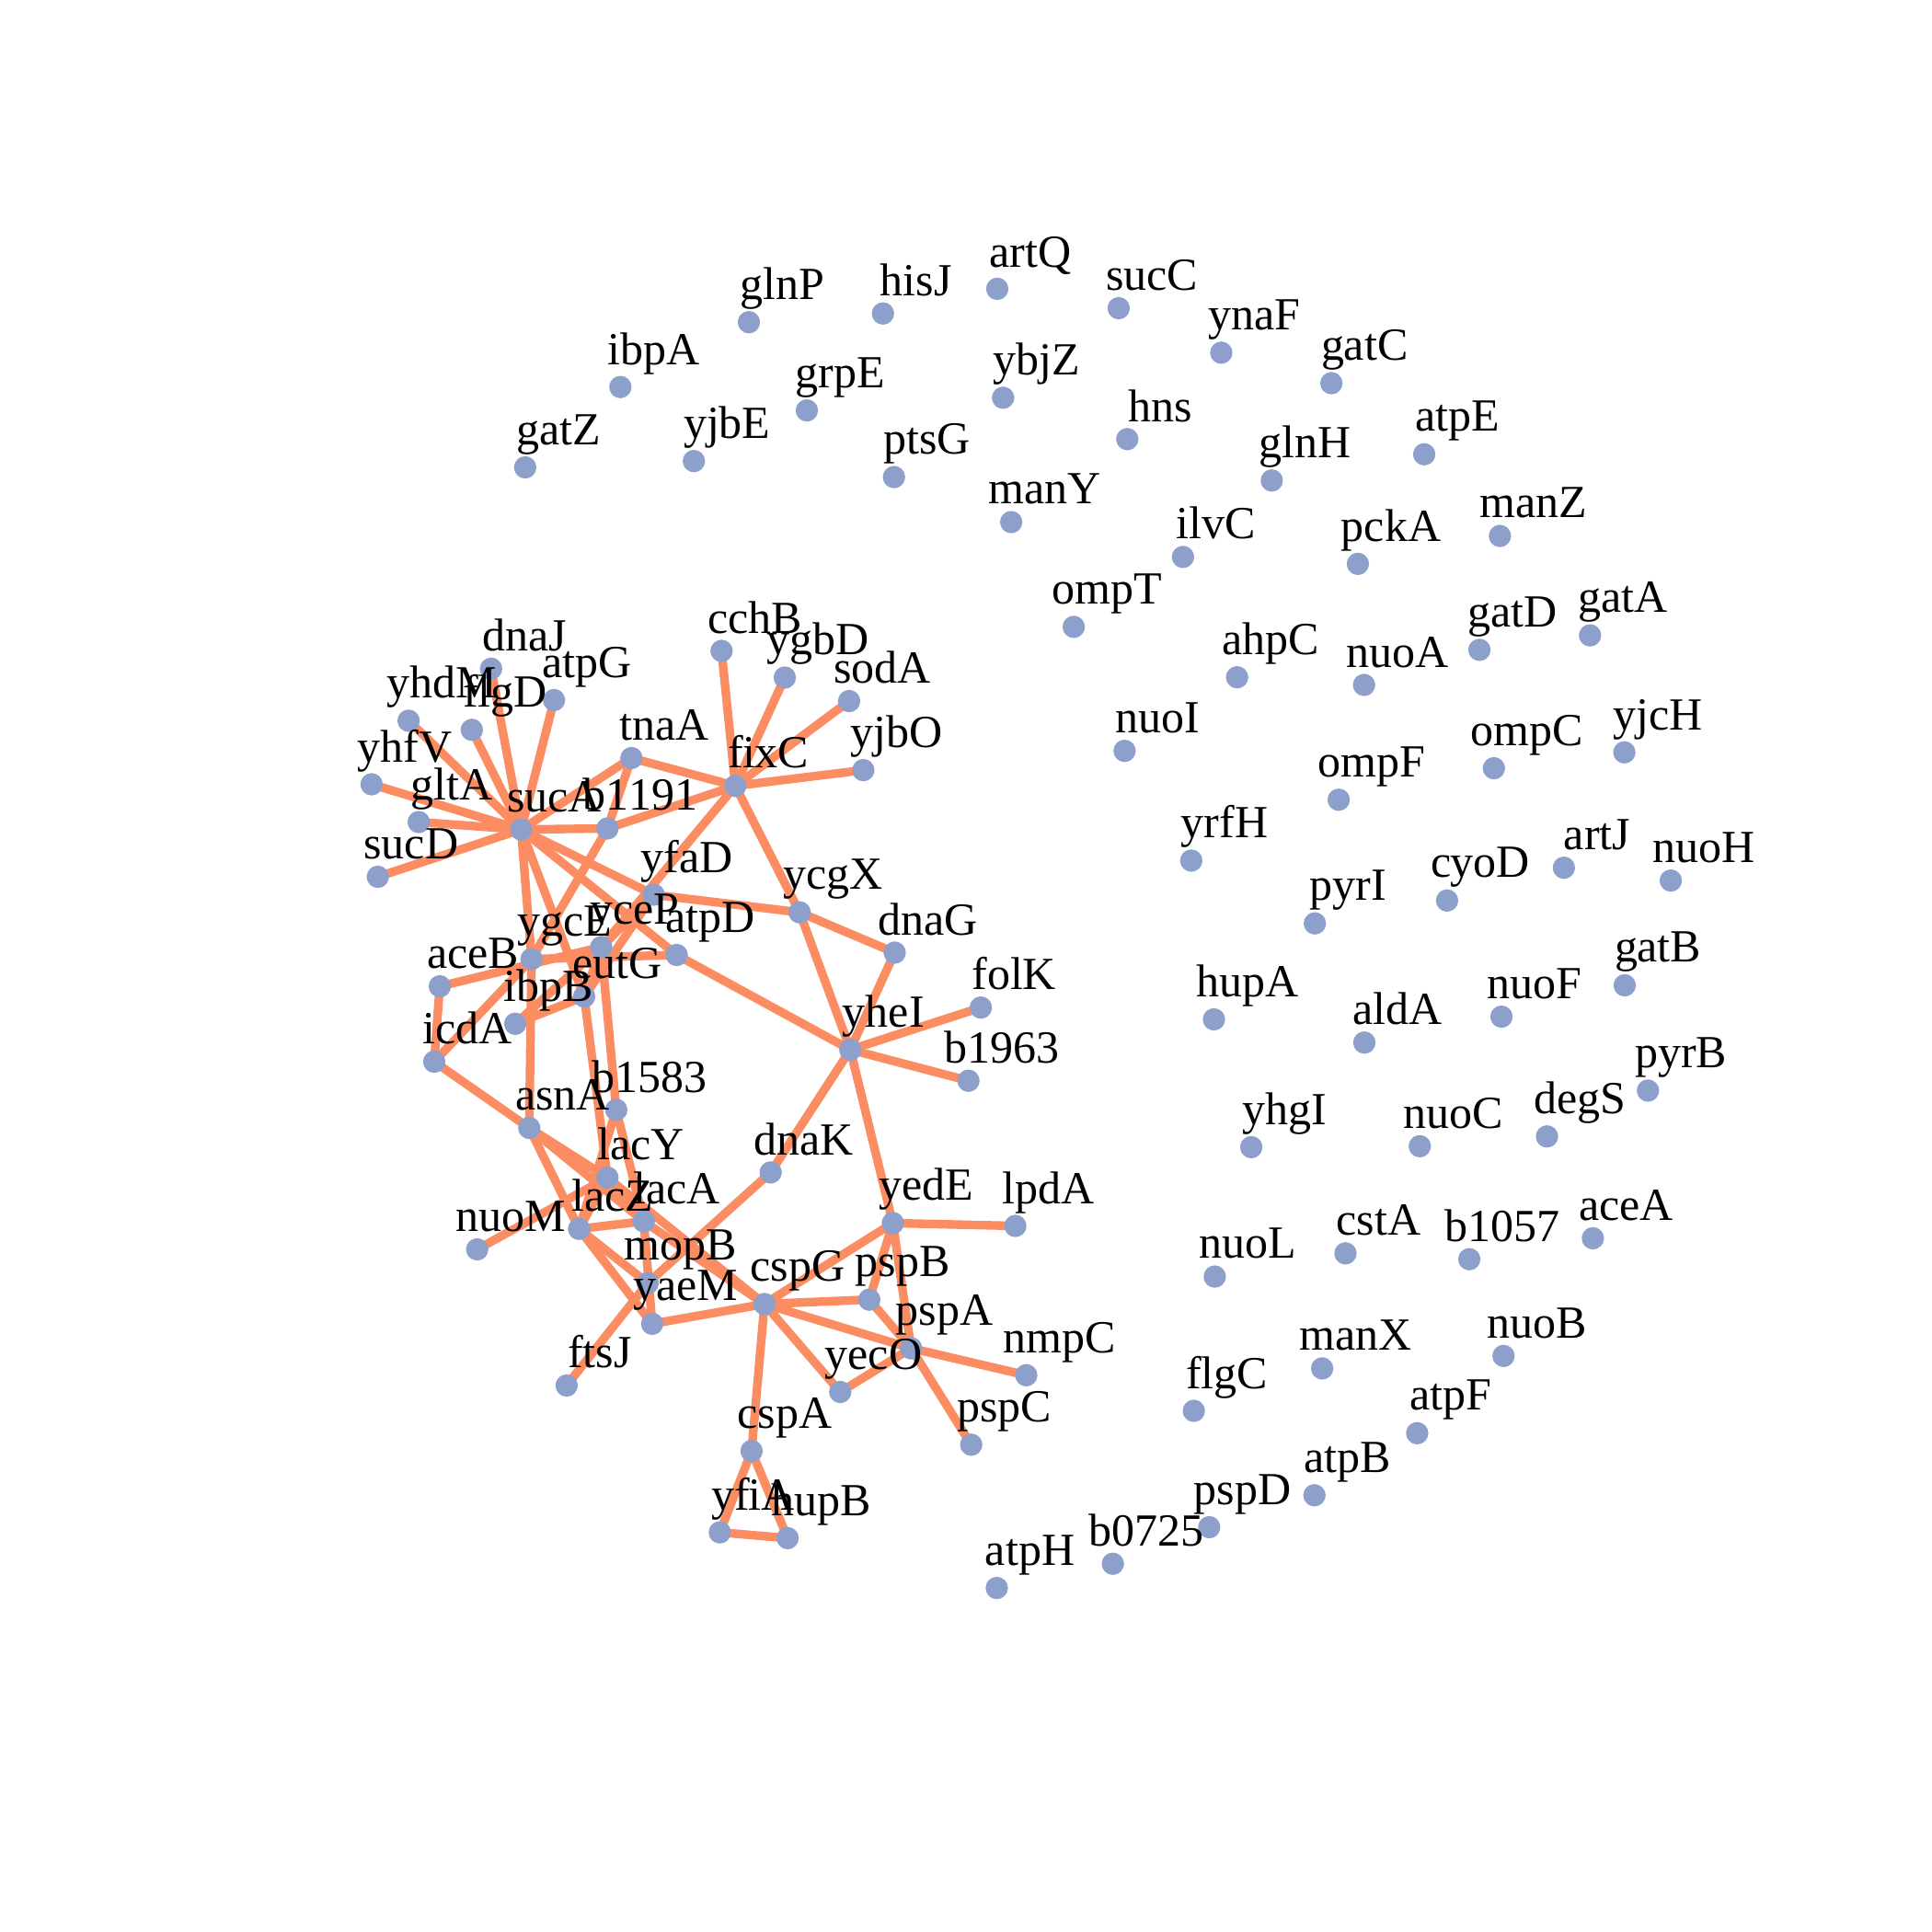 artQ
glnP
hisJ
sucC
ynaF
ibpA
ybjZ
gatC
grpE
hns
atpE
gatZ
yjbE
ptsG
glnH
manY
manZ
ilvC
pckA
ompT
gatA
gatD
cchB
dnaJ
ygbD
ahpC
nuoA
atpG
sodA
yhdM
flgD
nuoI
yjcH
tnaA
yjbO
ompC
yhfV
fixC
ompF
gltA
sucA
b1191
yrfH
artJ
sucD
nuoH
yfaD
cyoD
ycgX
pyrI
yceP
atpD
ygcE
dnaG
gatB
aceB
eutG
folK
hupA
nuoF
ibpB
yheI
aldA
icdA
b1963
pyrB
b1583
asnA
degS
yhgI
nuoC
lacY
dnaK
lacZ
lacA
yedE
lpdA
aceA
nuoM
cstA
b1057
mopB
nuoL
cspG
pspB
yaeM
pspA
nuoB
nmpC
manX
ftsJ
yecO
flgC
atpF
cspA
pspC
atpB
yfiA
hupB
pspD
b0725
atpH